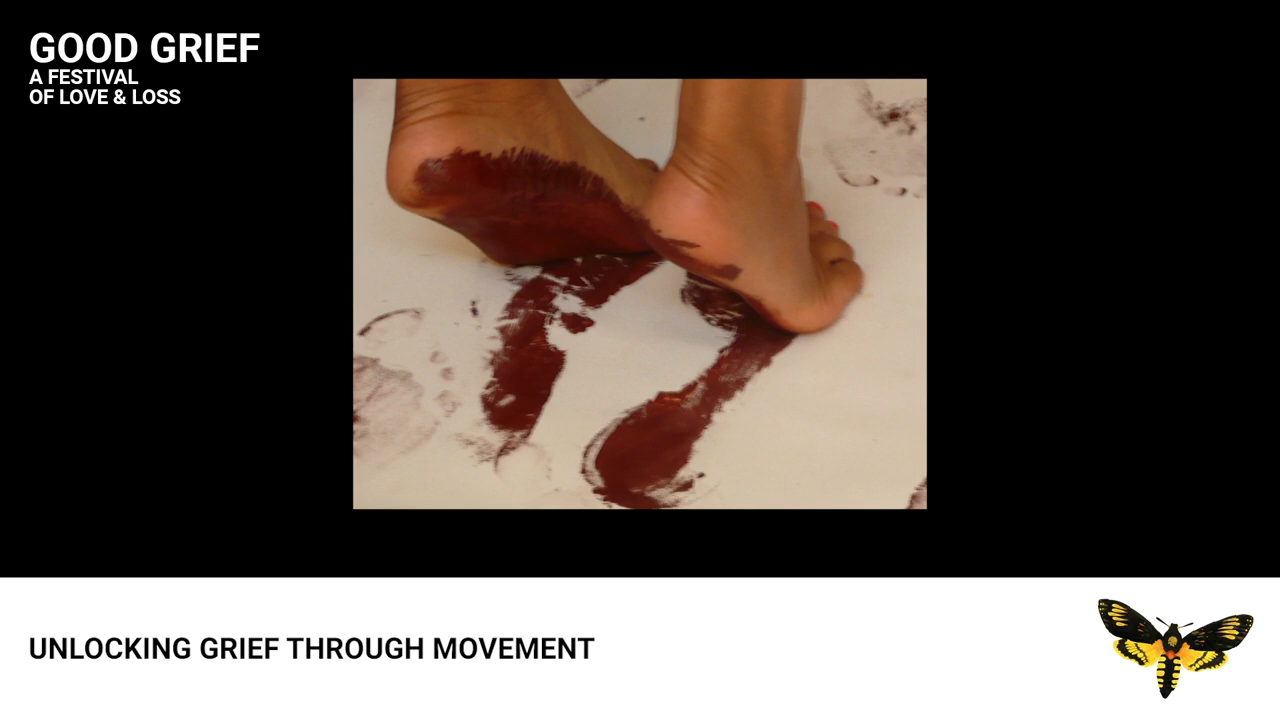 GOOD GRIEF
A FESTIVAL
OF LOVE & LOSS
UNLOCKING GRIEF THROUGH MOVEMENT